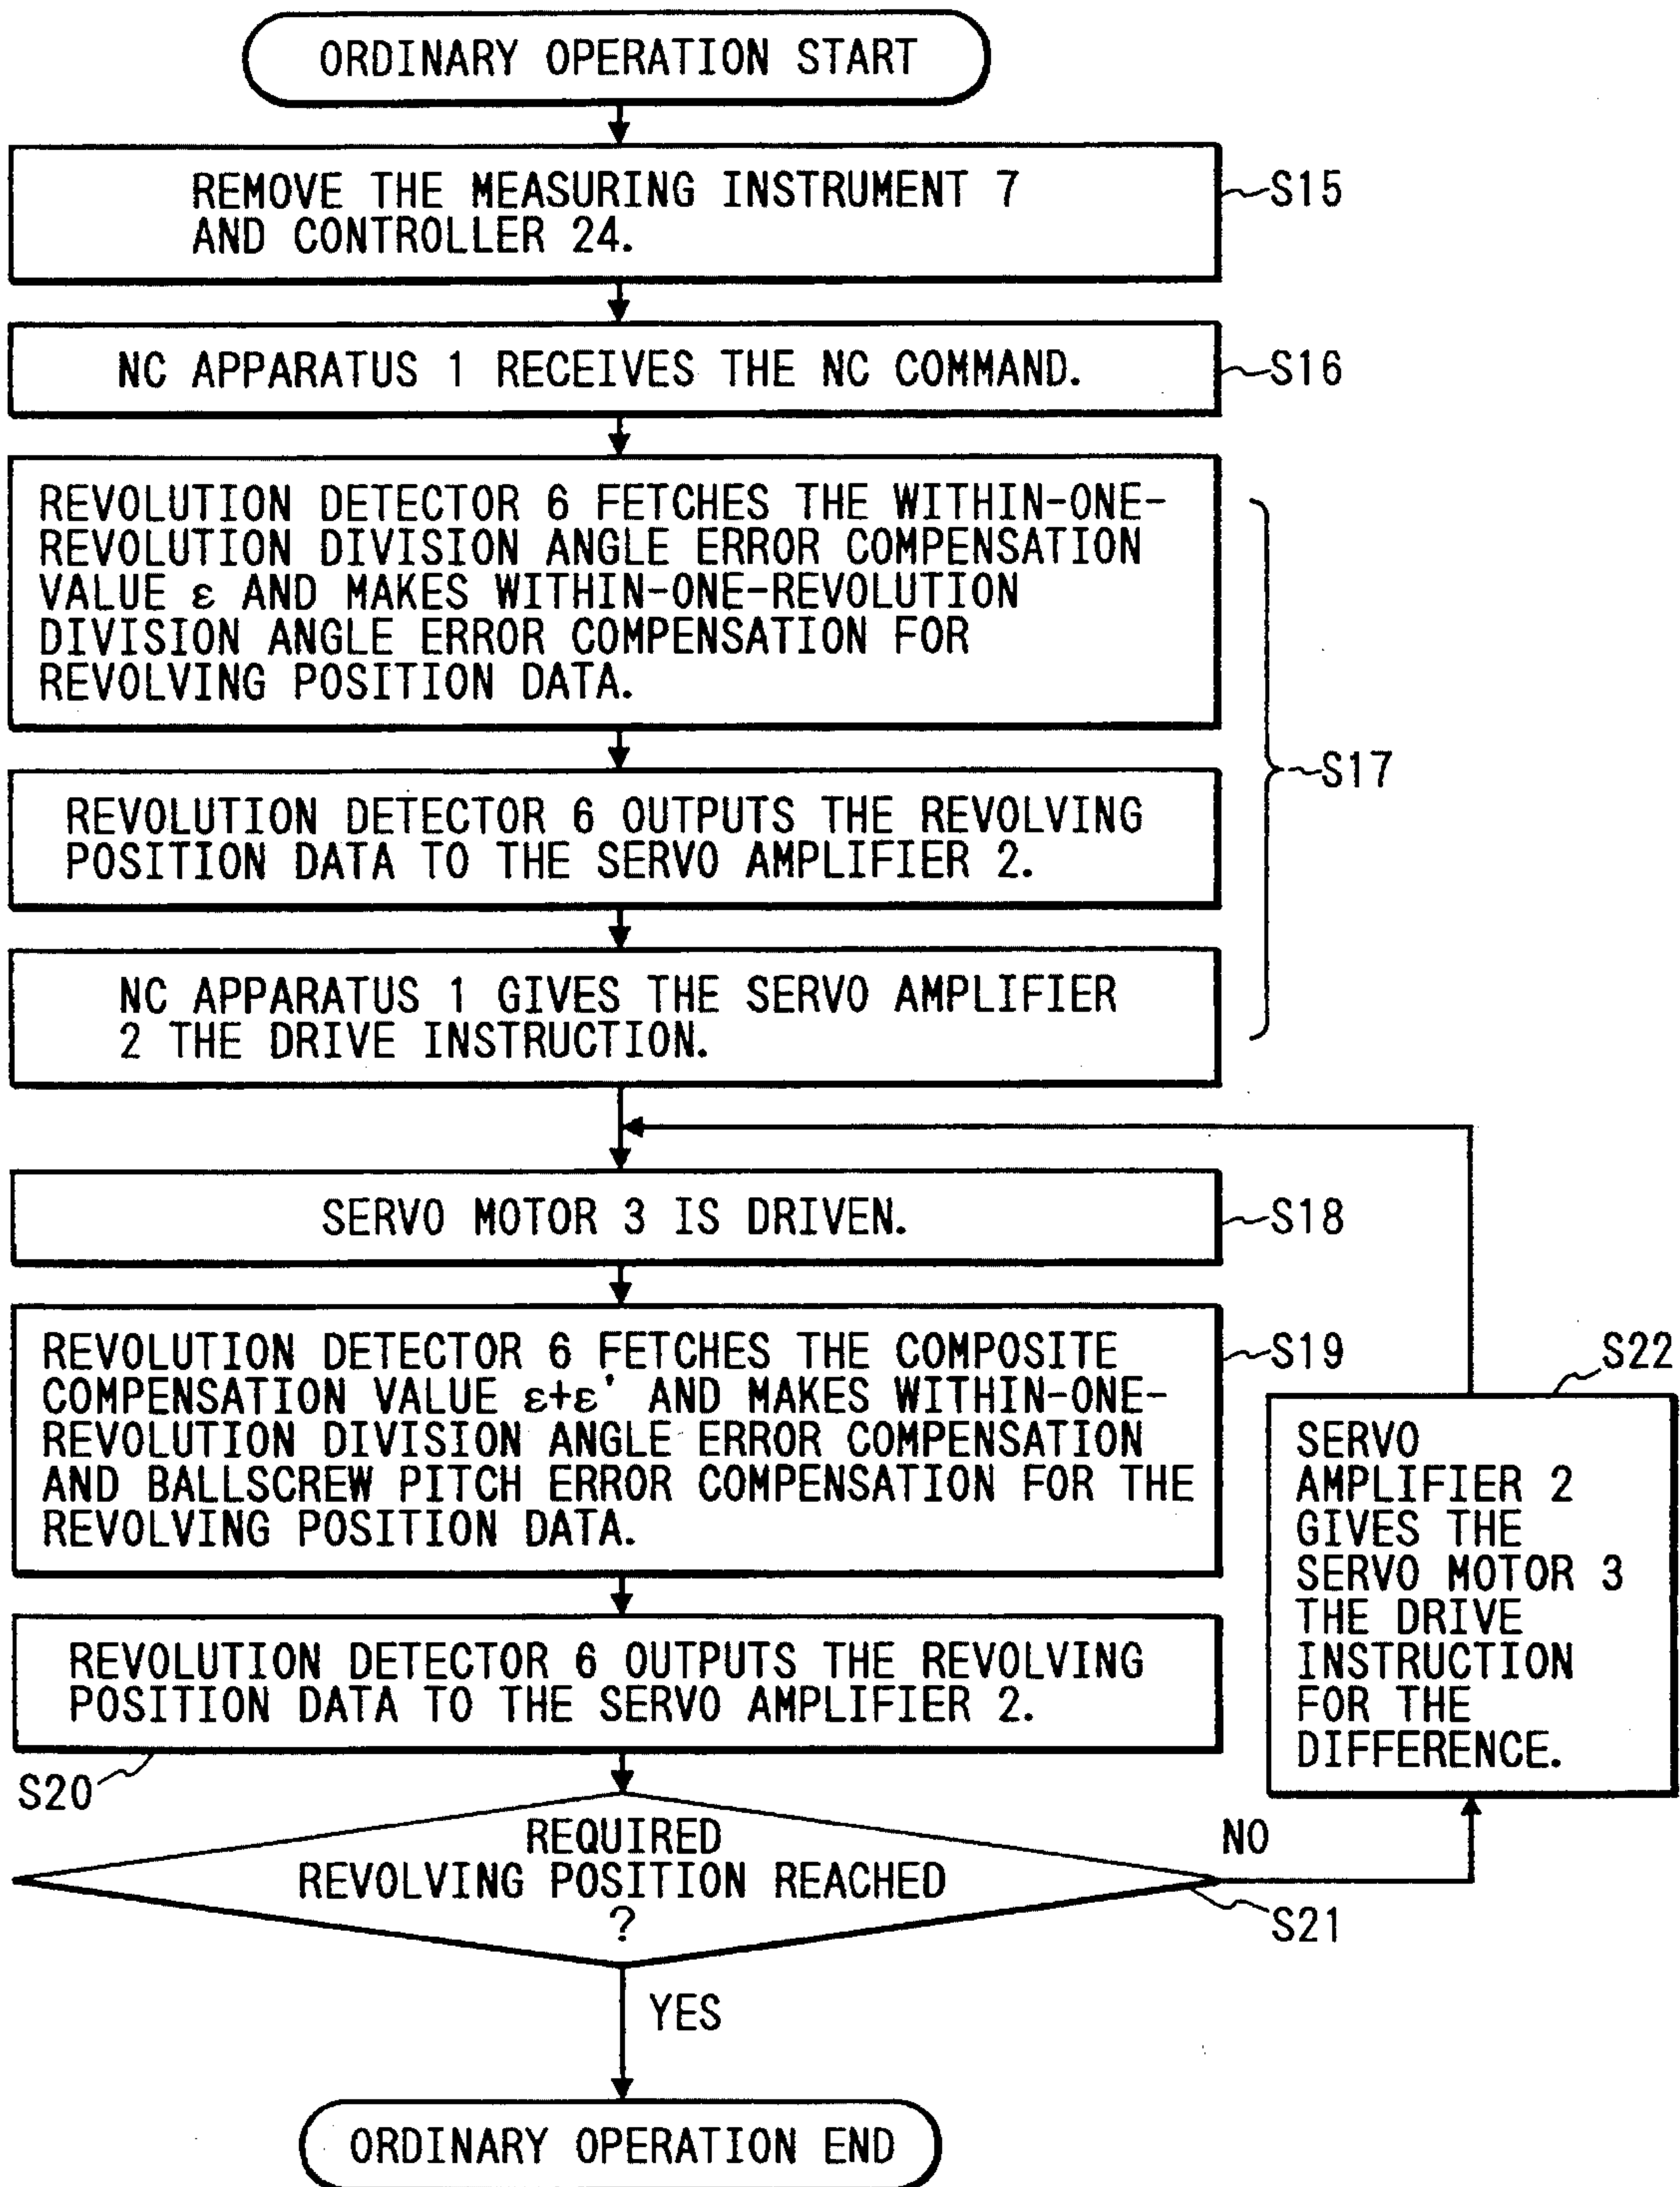 ORDINARY OPERATION START
REMOVE THE MEASURING INSTRUMENT 7
AND CONTROLLER 24.
S15
NC APPARATUS 1 RECEIVES THE NC COMMAND.
S16
REVOLUTION DETECTOR 6 FETCHES THE WITHIN-ONE-
REVOLUTION DIVISION ANGLE ERROR COMPENSATION
VALUE ε AND MAKES WITHIN-ONE-REVOLUTION
DIVISION ANGLE ERROR COMPENSATION FOR
REVOLVING POSITION DATA.
S17
REVOLUTION DETECTOR 6 OUTPUTS THE REVOLVING
POSITION DATA TO THE SERVO AMPLIFIER 2.
NC APPARATUS 1 GIVES THE SERVO AMPLIFIER
2 THE DRIVE INSTRUCTION.
SERVO MOTOR 3 IS DRIVEN.
S18
REVOLUTION DETECTOR 6 FETCHES THE COMPOSITE
COMPENSATION VALUE ε+ε' AND MAKES WITHIN-ONE-
REVOLUTION DIVISION ANGLE ERROR COMPENSATION
AND BALLSCREW PITCH ERROR COMPENSATION FOR THE
REVOLVING POSITION DATA.
S19
S22
SERVO
AMPLIFIER 2
GIVES THE
SERVO MOTOR 3
THE DRIVE
INSTRUCTION
FOR THE
DIFFERENCE.
REVOLUTION DETECTOR 6 OUTPUTS THE REVOLVING
POSITION DATA TO THE SERVO AMPLIFIER 2.
S20
REQUIRED
REVOLVING POSITION REACHED
?
NO
S21
YES
ORDINARY OPERATION END